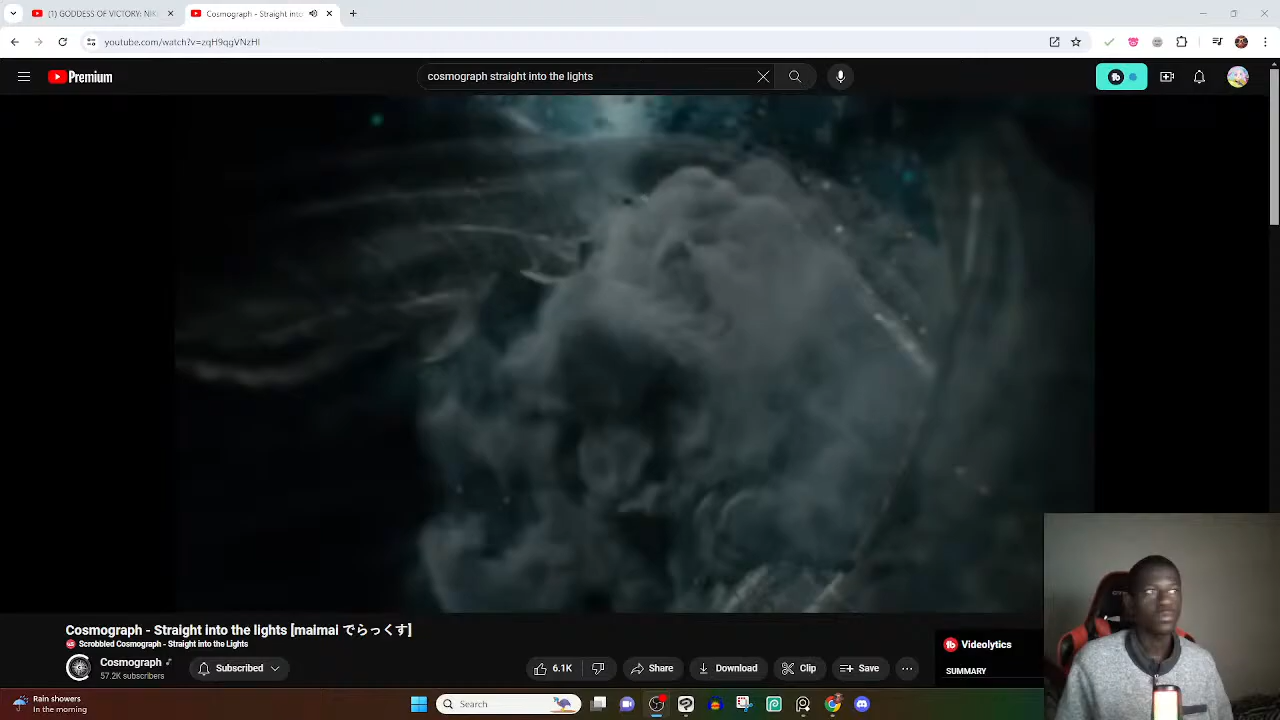 (1) GODDESS OF VICTORY: NIK
Cosmograph - Straight into
youtube.com/watch?v=zqH9qgVNzHI
Premium
cosmograph straight into the lights
Cosmograph - Straight into the lights [maimai でらっくす]
Scrobbled Cosmograph - Straight into the Lights
Cosmograph
57.2K subscribers
Subscribed
6.1K
Share
Download
Clip
Save
Videolytics
SUMMARY
Rain showers
In the morning
Search